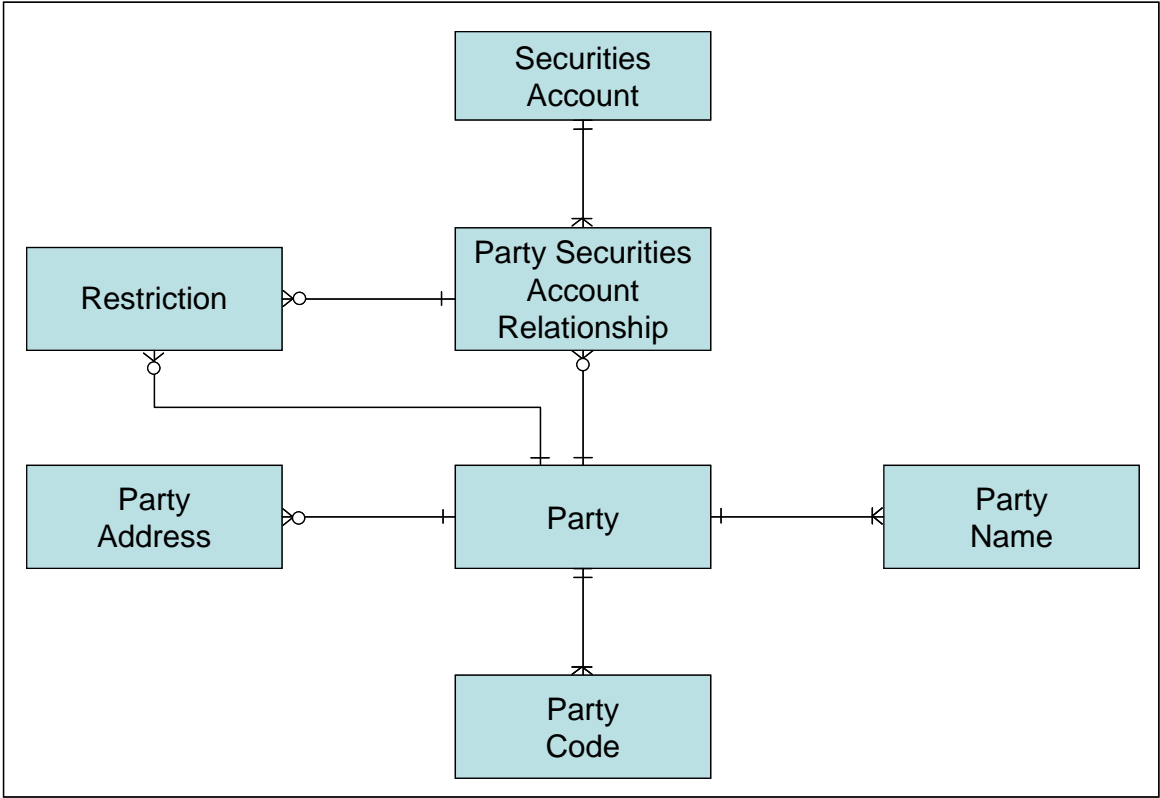 Securities
Account
Restriction
Party Securities
Account
Relationship
Party
Address
Party
Party
Name
Party
Code